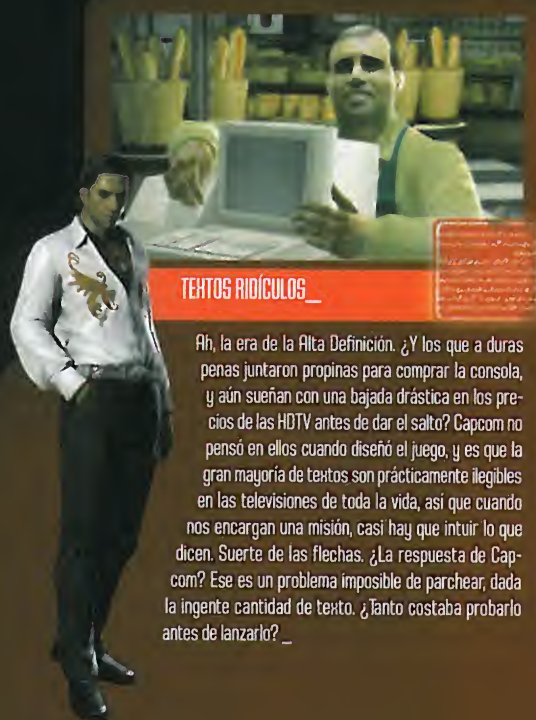 TEXTOS RIDÍCULOS_
Ah, la era de la Alta Definición. ¿Y los que a duras
penas juntaron propinas para comprar la consola,
y aún sueñan con una bajada drástica en los pre-
cios de las HDTV antes de dar el salto? Capcom no
pensó en ellos cuando diseñó el juego, y es que la
gran mayoría de textos son prácticamente ilegibles
en las televisiones de toda la vida, así que cuando
nos encargan una misión, casi hay que intuir lo que
dicen. Suerte de las flechas. ¿La respuesta de Cap-
com? Ese es un problema imposible de parchear, dada
la ingente cantidad de texto. ¿Tanto costaba probarlo
antes de lanzarlo?_